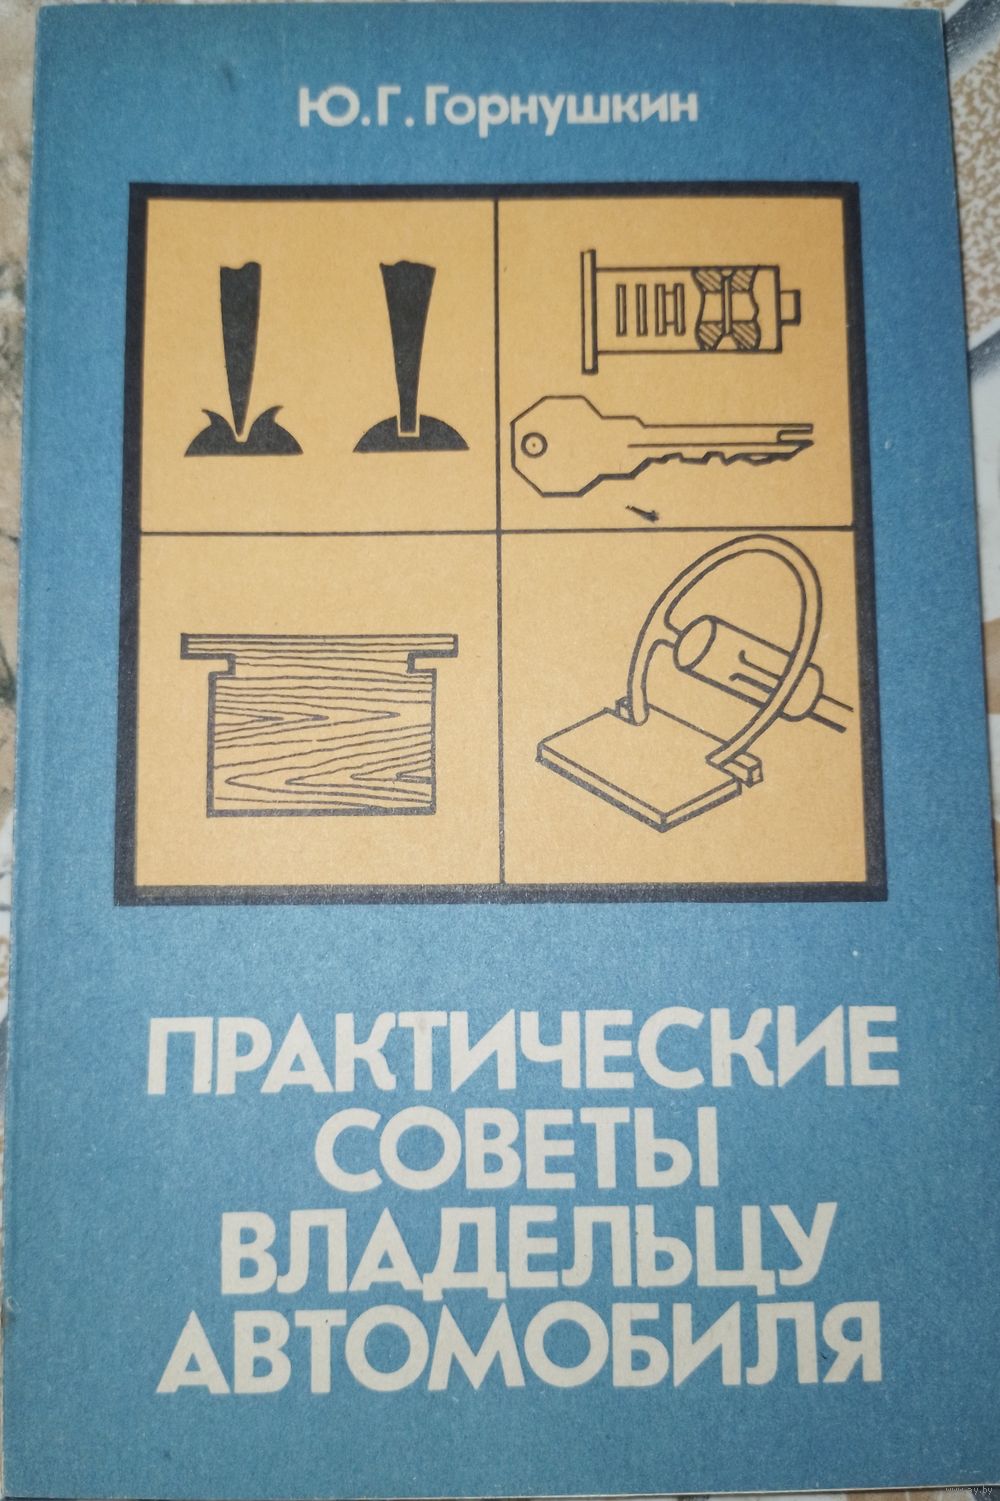 Ю.Г. Горнушкин
ПРАКТИЧЕСКИЕ
СОВЕТЫ
ВЛАДЕЛЬЦУ
АВТОМОБИЛЯ